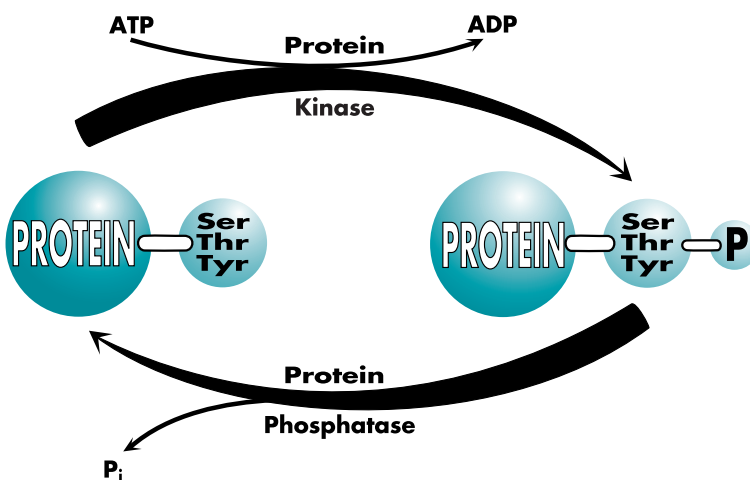 ATP
ADP
Protein
Kinase
PROTEIN
Ser
Thr
Tyr
PROTEIN
Ser
Thr
Tyr
P
Protein
Phosphatase
Pi